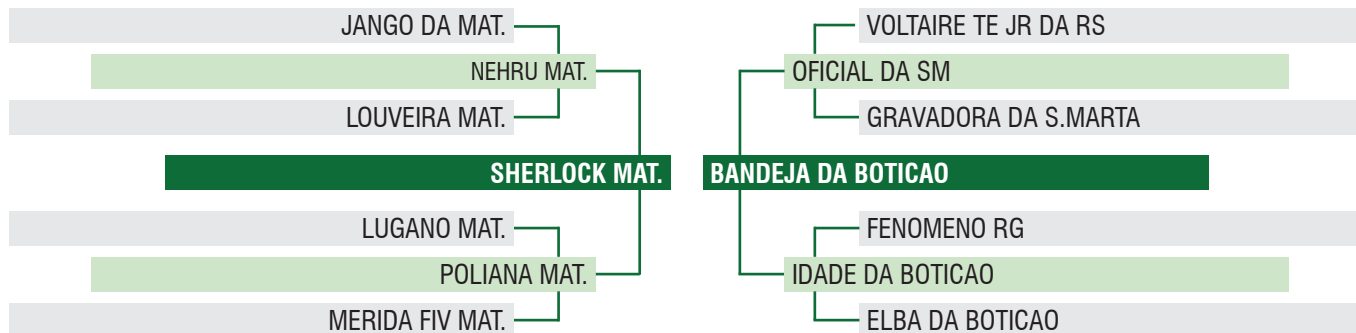 JANGO DA MAT.
VOLTAIRE TE JR DA RS
NEHRU MAT.
OFICIAL DA SM
LOUVEIRA MAT.
GRAVADORA DA S.MARTA
SHERLOCK MAT.
BANDEJA DA BOTICAO
LUGANO MAT.
FENOMENO RG
POLIANA MAT.
IDADE DA BOTICAO
MERIDA FIV MAT.
ELBA DA BOTICAO